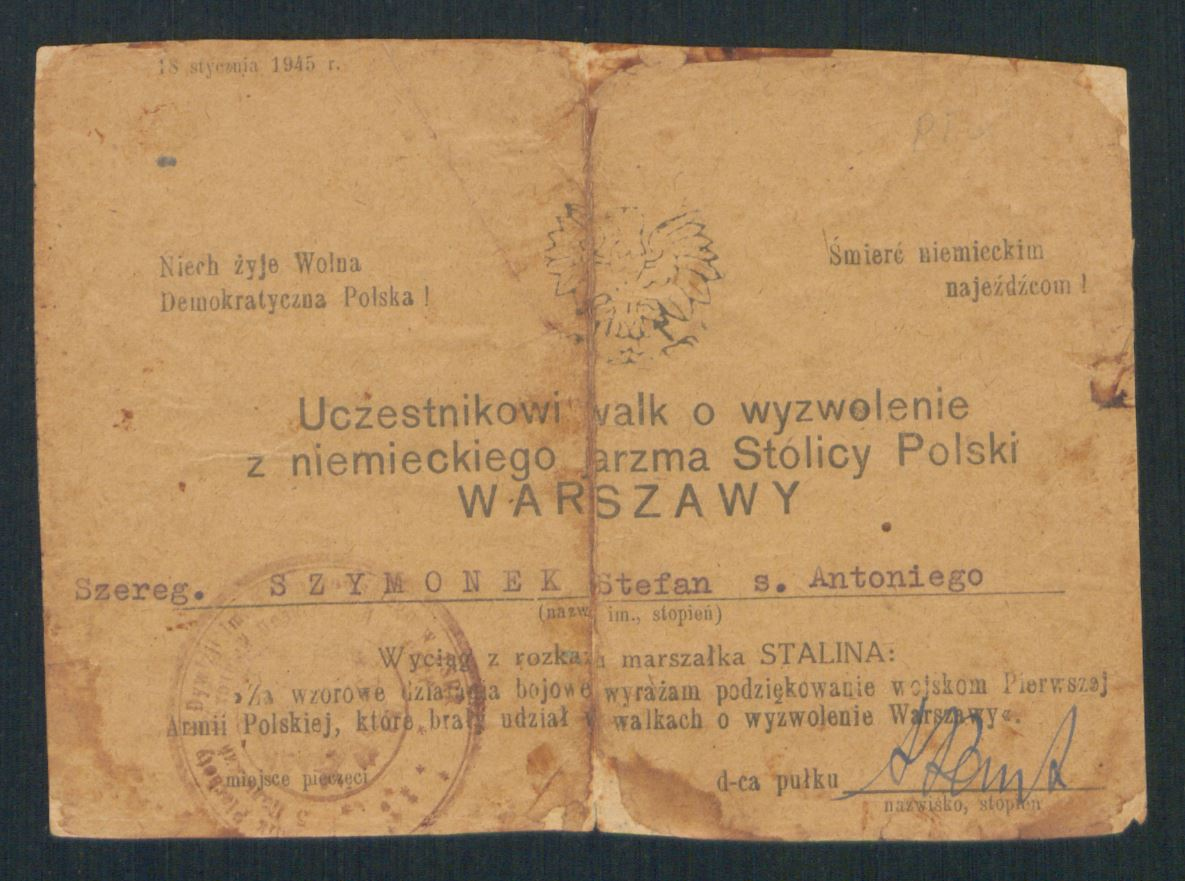 18 stycznia 1945 r.
Niech żyje Wolna
Demokratyczna Polska!
Śmierć niemieckim
najeźdźcom!
Uczestnikowi walk o wyzwolenie
z niemieckiego jarzma Stolicy Polski
WARSZAWY
Szereg. SZYMONEK Stefan s. Antoniego
(nazw. im., stopień)
Wyciąg z rozkazu marszałka STALINA:
»Za wzorowe działania bojowe wyrażam podziękowanie wojskom Pierwszej
Armii Polskiej, które brały udział w walkach o wyzwolenie Warszawy«.
miejsce pieczęci
d-ca pułku
nazwisko, stopień